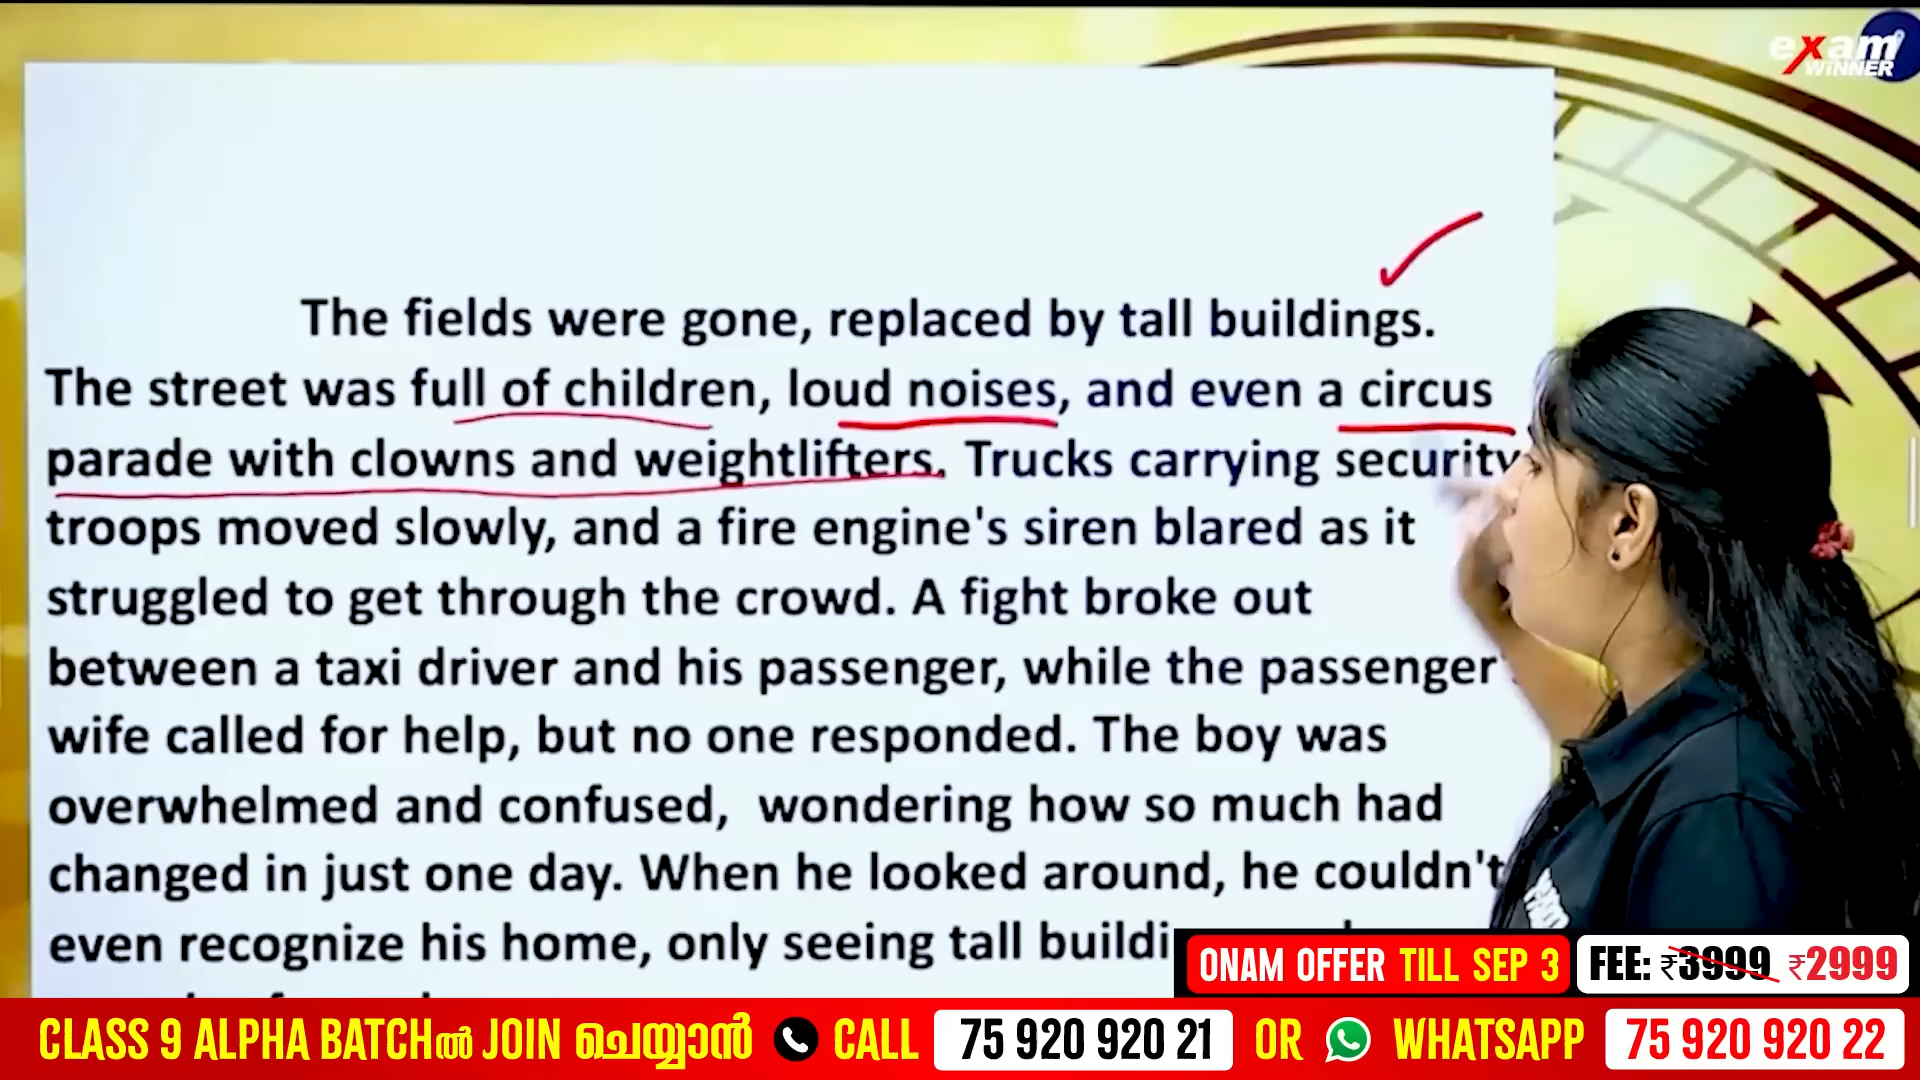 exam
WINNER
The fields were gone, replaced by tall buildings.
The street was full of children, loud noises, and even a circus
parade with clowns and weightlifters. Trucks carrying security
troops moved slowly, and a fire engine's siren blared as it
struggled to get through the crowd. A fight broke out
between a taxi driver and his passenger, while the passenger
wife called for help, but no one responded. The boy was
overwhelmed and confused, wondering how so much had
changed in just one day. When he looked around, he couldn't
even recognize his home, only seeing tall
ONAM OFFER TILL SEP 3 FEE: ₹3999 ₹2999
CLASS 9 ALPHA BATCHൽ JOIN ചെയ്യാൻ CALL 75 920 920 21 OR WHATSAPP 75 920 920 22